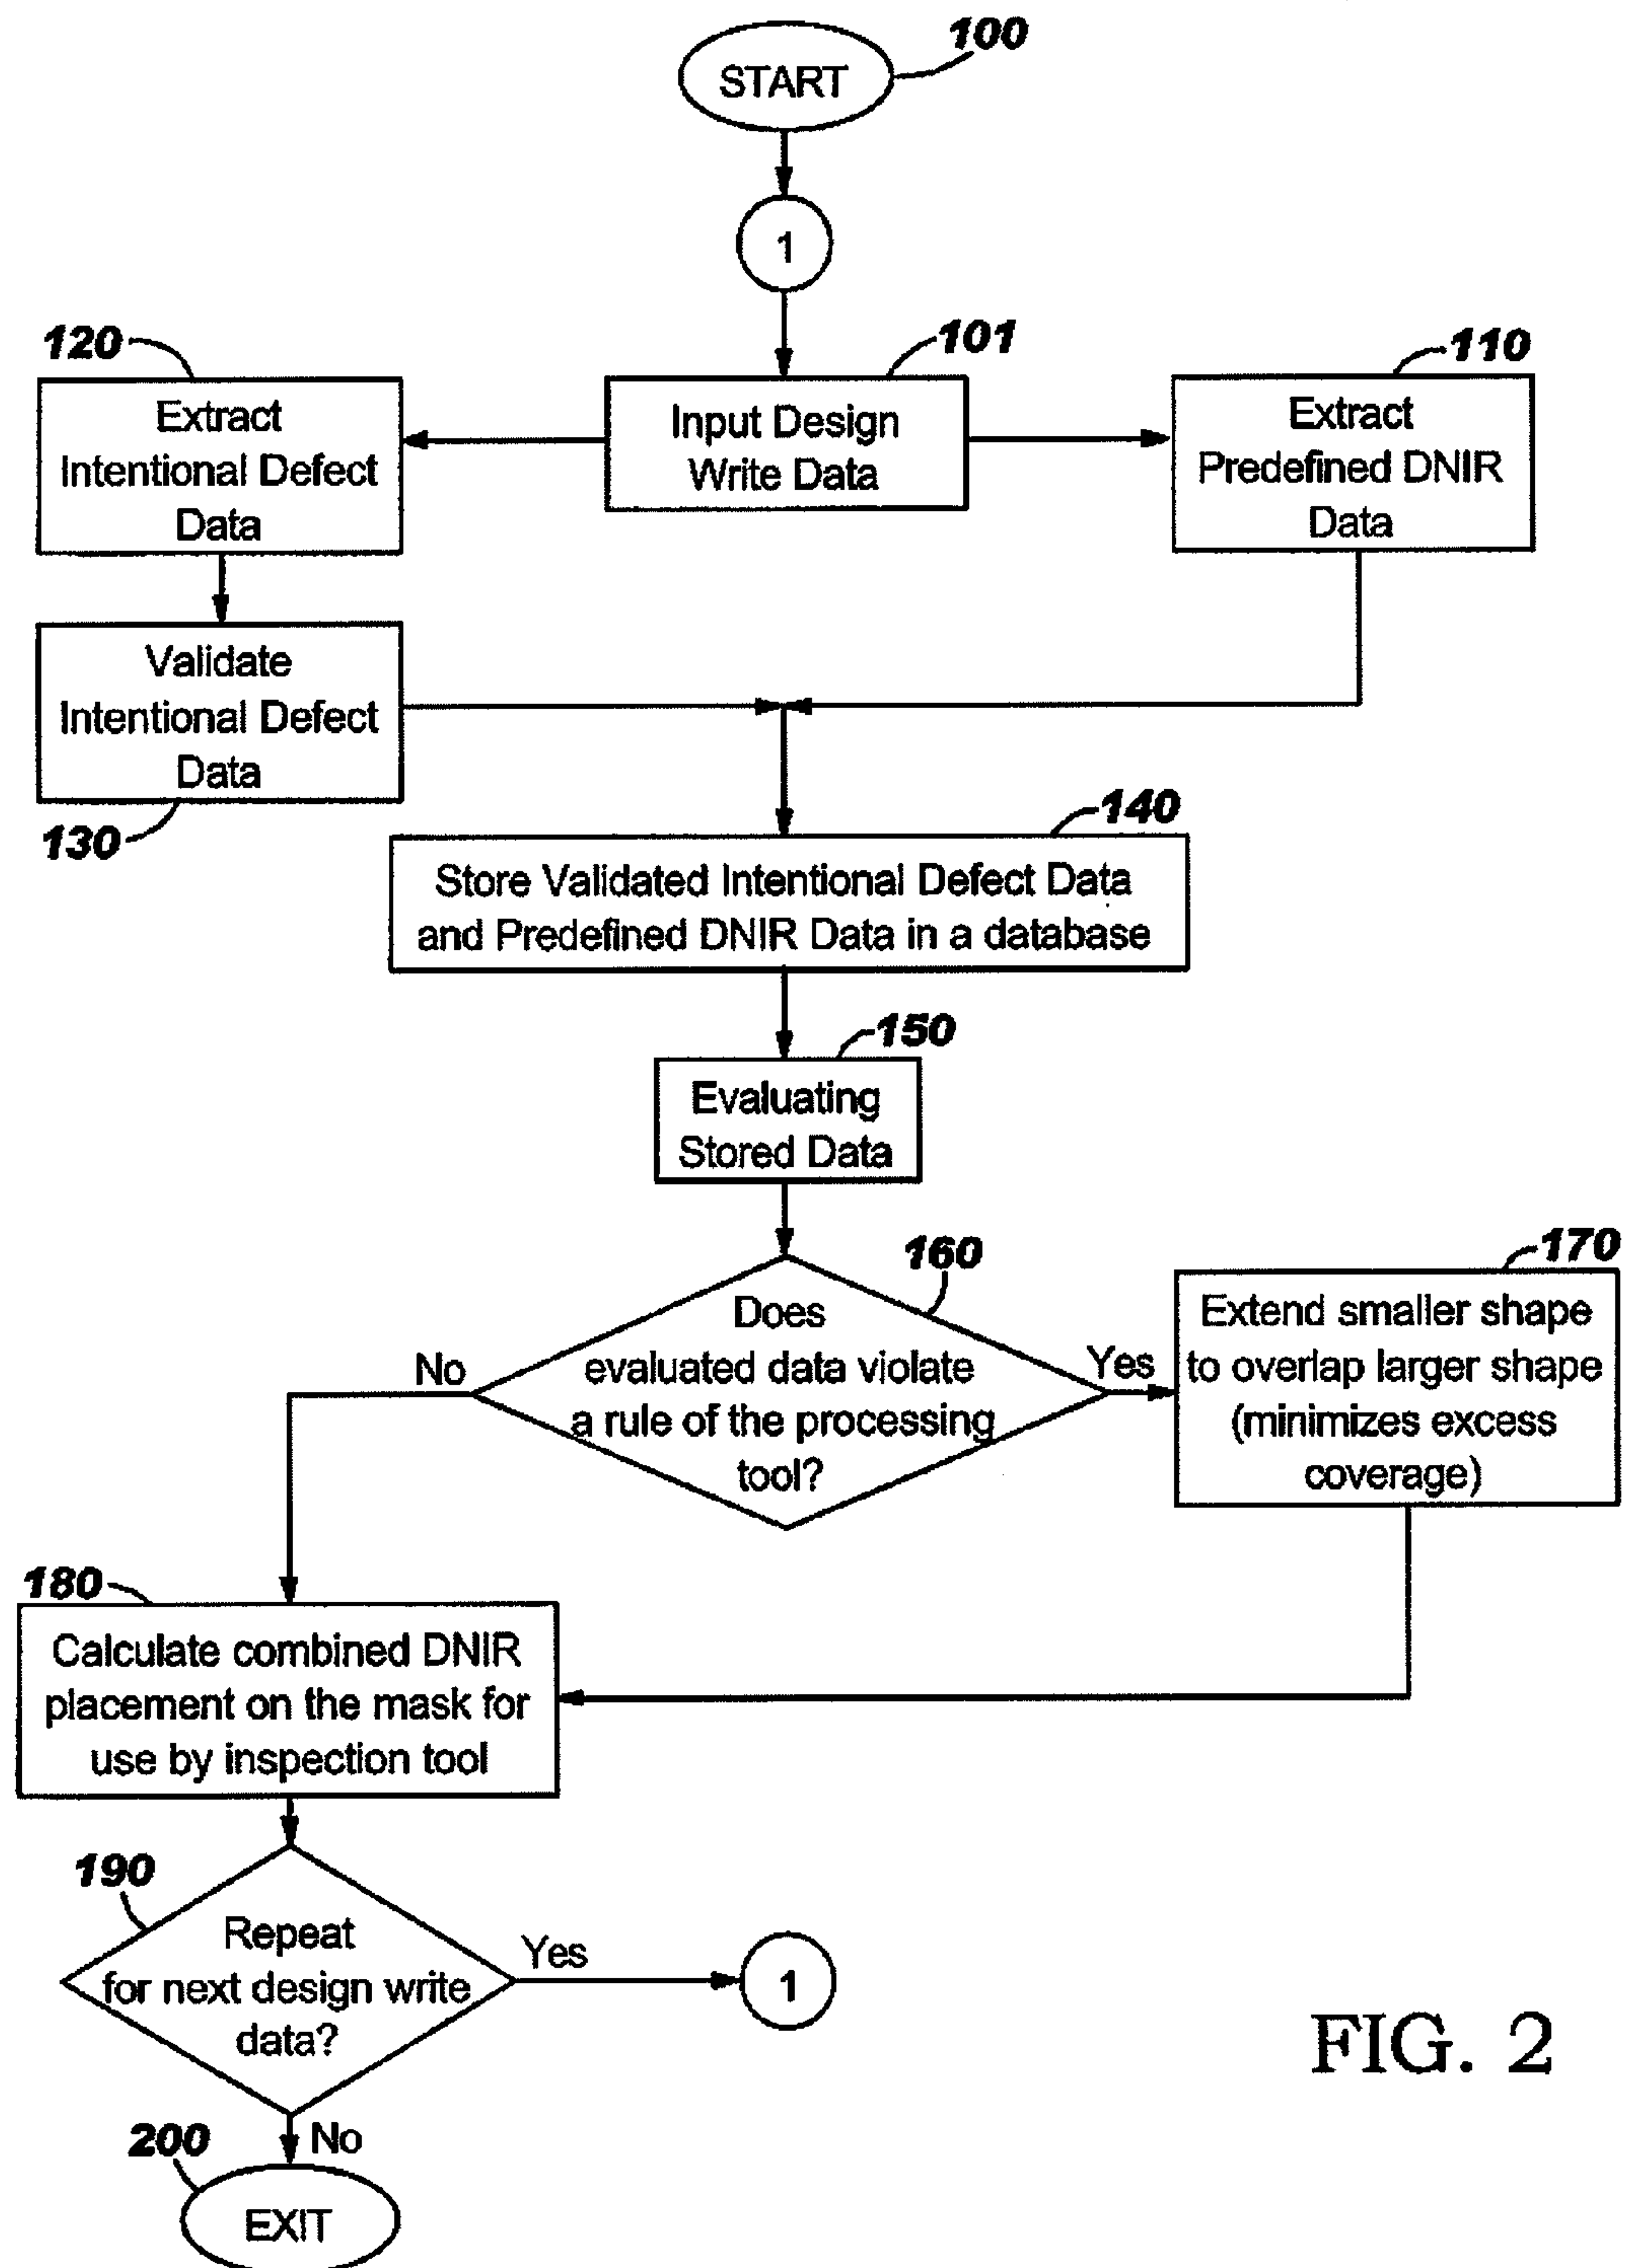 100
START
1
120
101
110
Extract
Intentional Defect
Data
Input Design
Write Data
Extract
Predefined DNIR
Data
Validate
Intentional Defect
Data
130
140
Store Validated Intentional Defect Data
and Predefined DNIR Data in a database
150
Evaluating
Stored Data
160
Does
evaluated data violate
a rule of the processing
tool?
No
Yes
170
Extend smaller shape
to overlap larger shape
(minimizes excess
coverage)
180
Calculate combined DNIR
placement on the mask for
use by inspection tool
190
Repeat
for next design write
data?
Yes
1
No
200
EXIT
FIG. 2